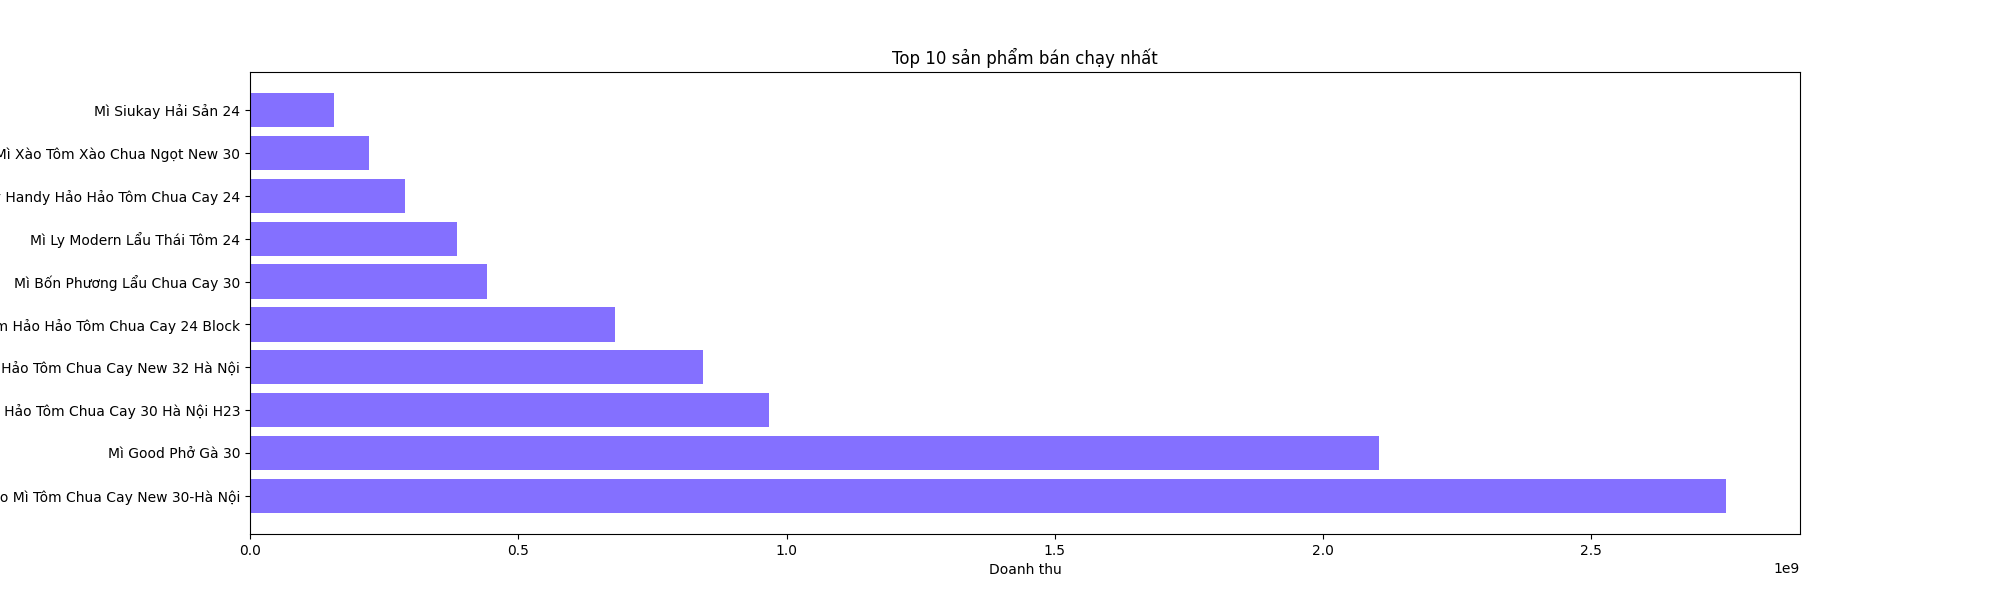 Top 10 sản phẩm bán chạy nhất
Mì Siukay Hải Sản 24
Mì Xào Tôm Xào Chua Ngọt New 30
Handy Hảo Hảo Tôm Chua Cay 24
Mì Ly Modern Lẩu Thái Tôm 24
Mì Bốn Phương Lẩu Chua Cay 30
Hảo Hảo Tôm Chua Cay 24 Block
Hảo Tôm Chua Cay New 32 Hà Nội
Hảo Tôm Chua Cay 30 Hà Nội H23
Mì Good Phở Gà 30
Mì Tôm Chua Cay New 30-Hà Nội
0.0 0.5 1.0 1.5 2.0 2.5
Doanh thu
1e9